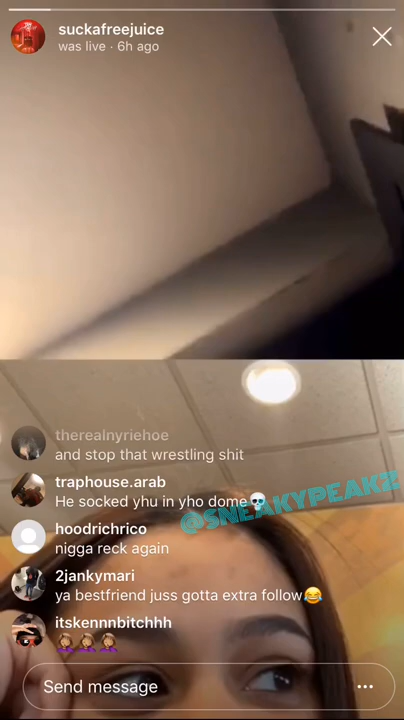 suckafreejuice
was live · 6h ago
therealnyriehoe
and stop that wrestling shit
traphouse.arab
He socked yhu in yho dome💀
@SNEAKYPEAKZ
hoodrichrico
nigga reck again
2jankymari
ya bestfriend juss gotta extra follow😂
itskennnbitchhh
🤦🏽‍♀️🤦🏽‍♀️🤦🏽‍♀️
Send message